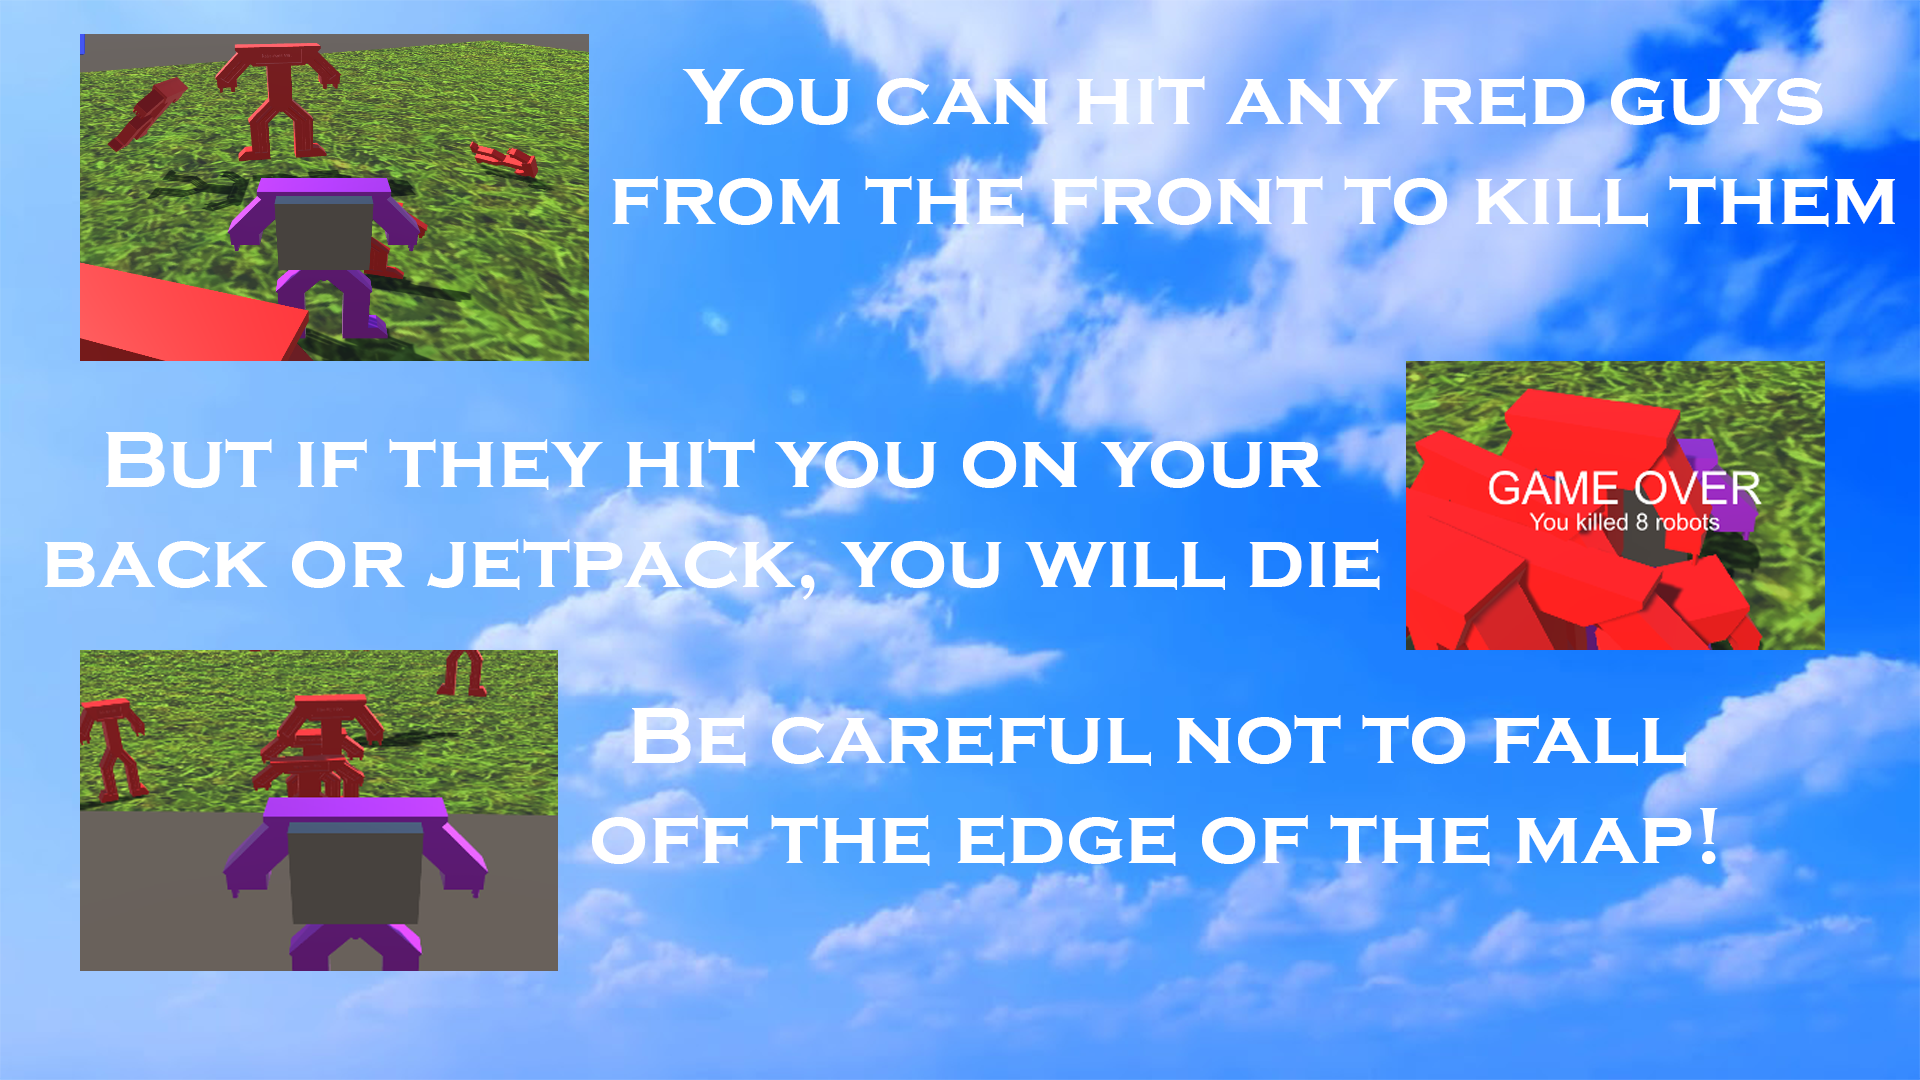 You can hit any red guys
from the front to kill them
But if they hit you on your
back or jetpack, you will die
GAME OVER
You killed 8 robots
Be careful not to fall
off the edge of the map!